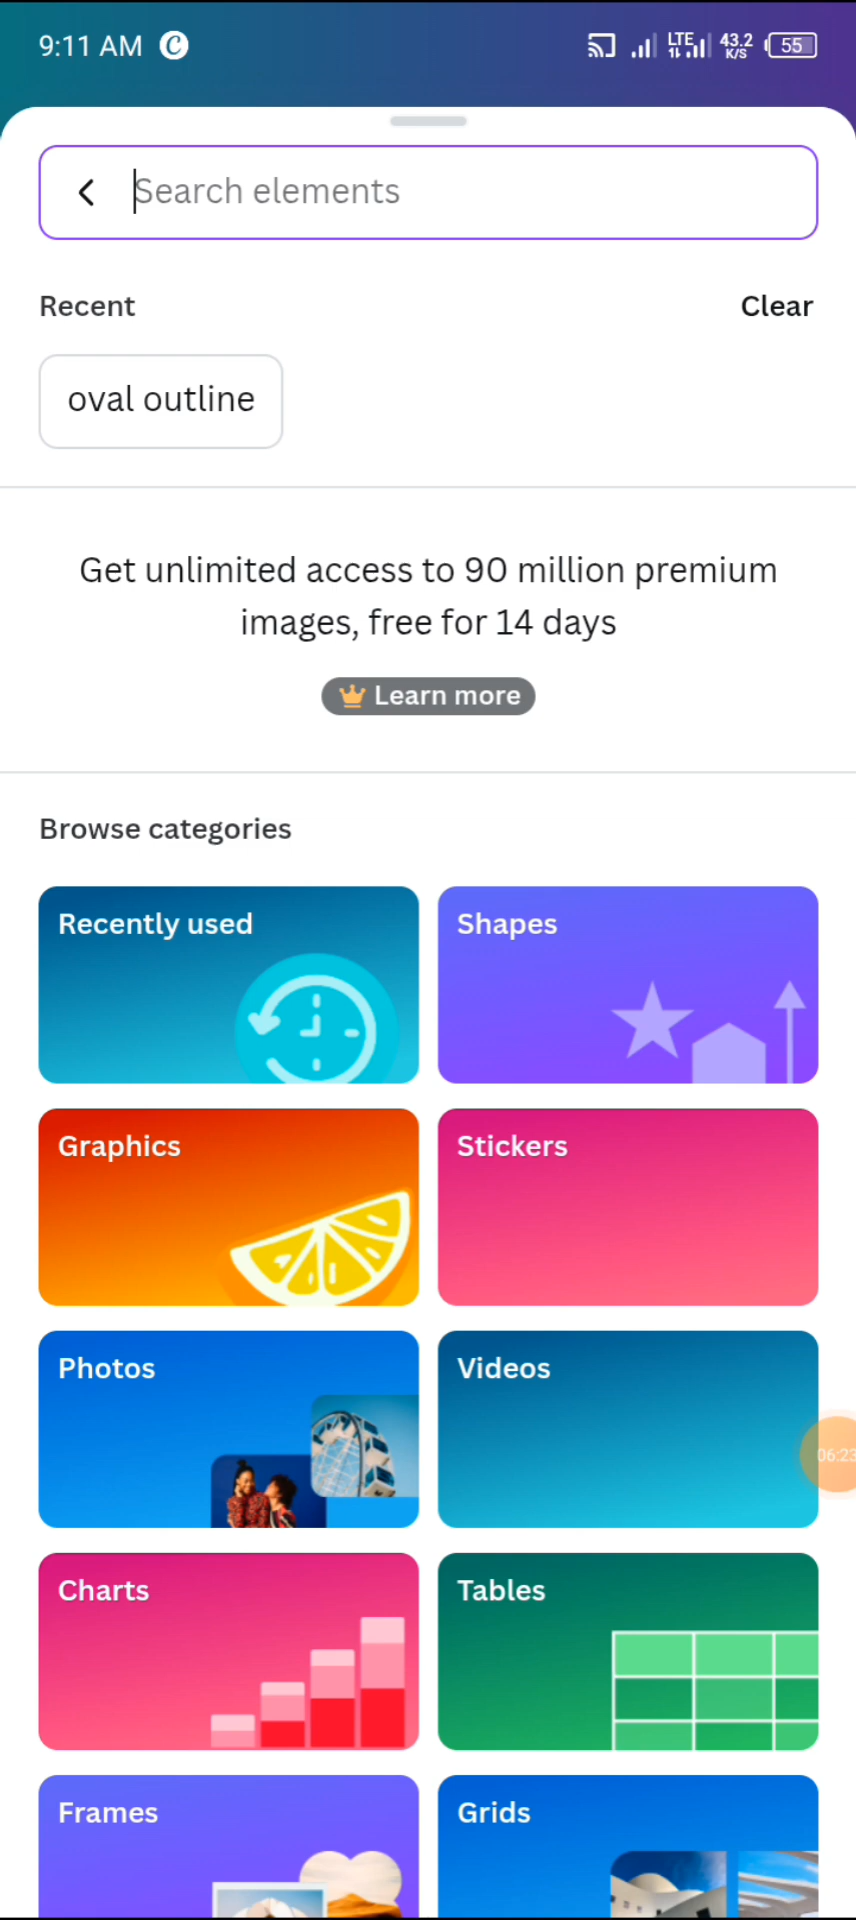 9:11 AM
LTE 43.2 K/S 55
Search elements
Recent Clear
oval outline
Get unlimited access to 90 million premium
images, free for 14 days
Learn more
Browse categories
Recently used Shapes
Graphics Stickers
Photos Videos
06:23
Charts Tables
Frames Grids